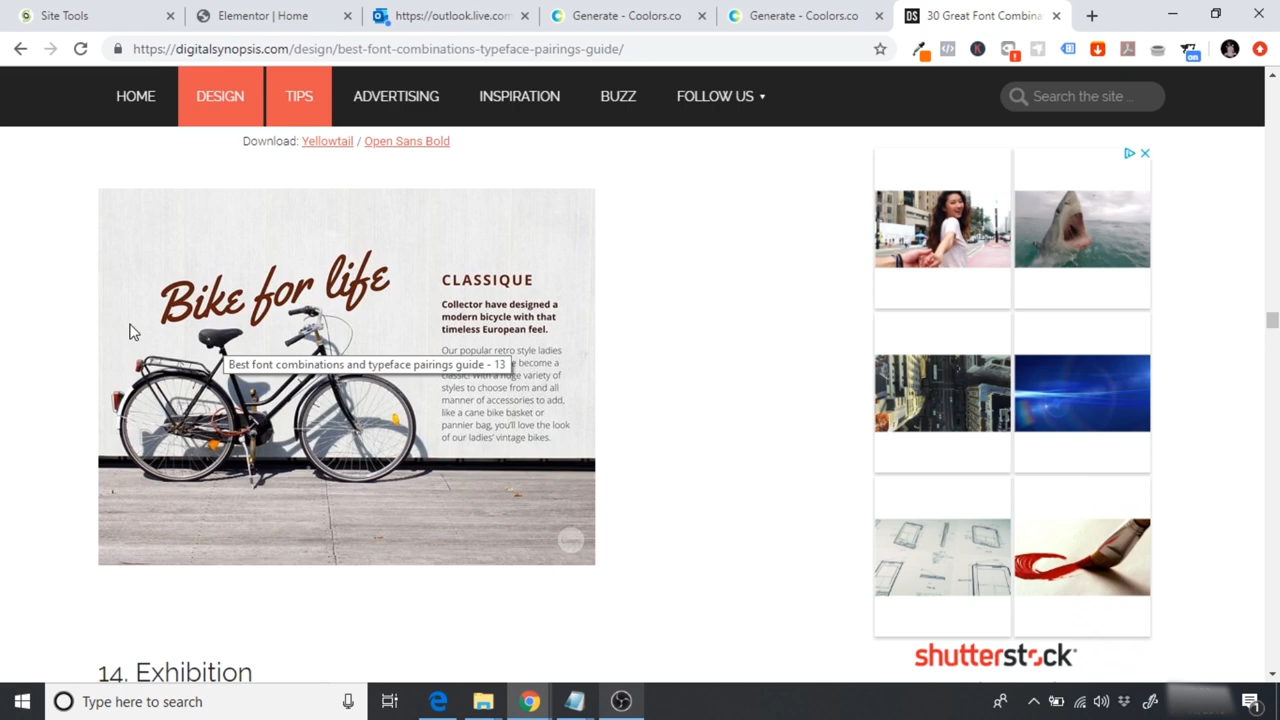 Site Tools
Elementor | Home
https://outlook.live.com
Generate - Coolors.co
Generate - Coolors.co
DS
30 Great Font Combina
https://digitalsynopsis.com/design/best-font-combinations-typeface-pairings-guide/
on
HOME
DESIGN
TIPS
ADVERTISING
INSPIRATION
BUZZ
FOLLOW US
Search the site ...
Download: Yellowtail / Open Sans Bold
Bike for life
CLASSIQUE
Collector have designed a
modern bicycle with that
timeless European feel.
Our popular retro style ladies
Best font combinations and typeface pairings guide - 13
e become a
classic. With a huge variety of
styles to choose from and all
manner of accessories to add,
like a cane bike basket or
pannier bag, you'll love the look
of our ladies' vintage bikes.
shutterstock
14. Exhibition
Type here to search